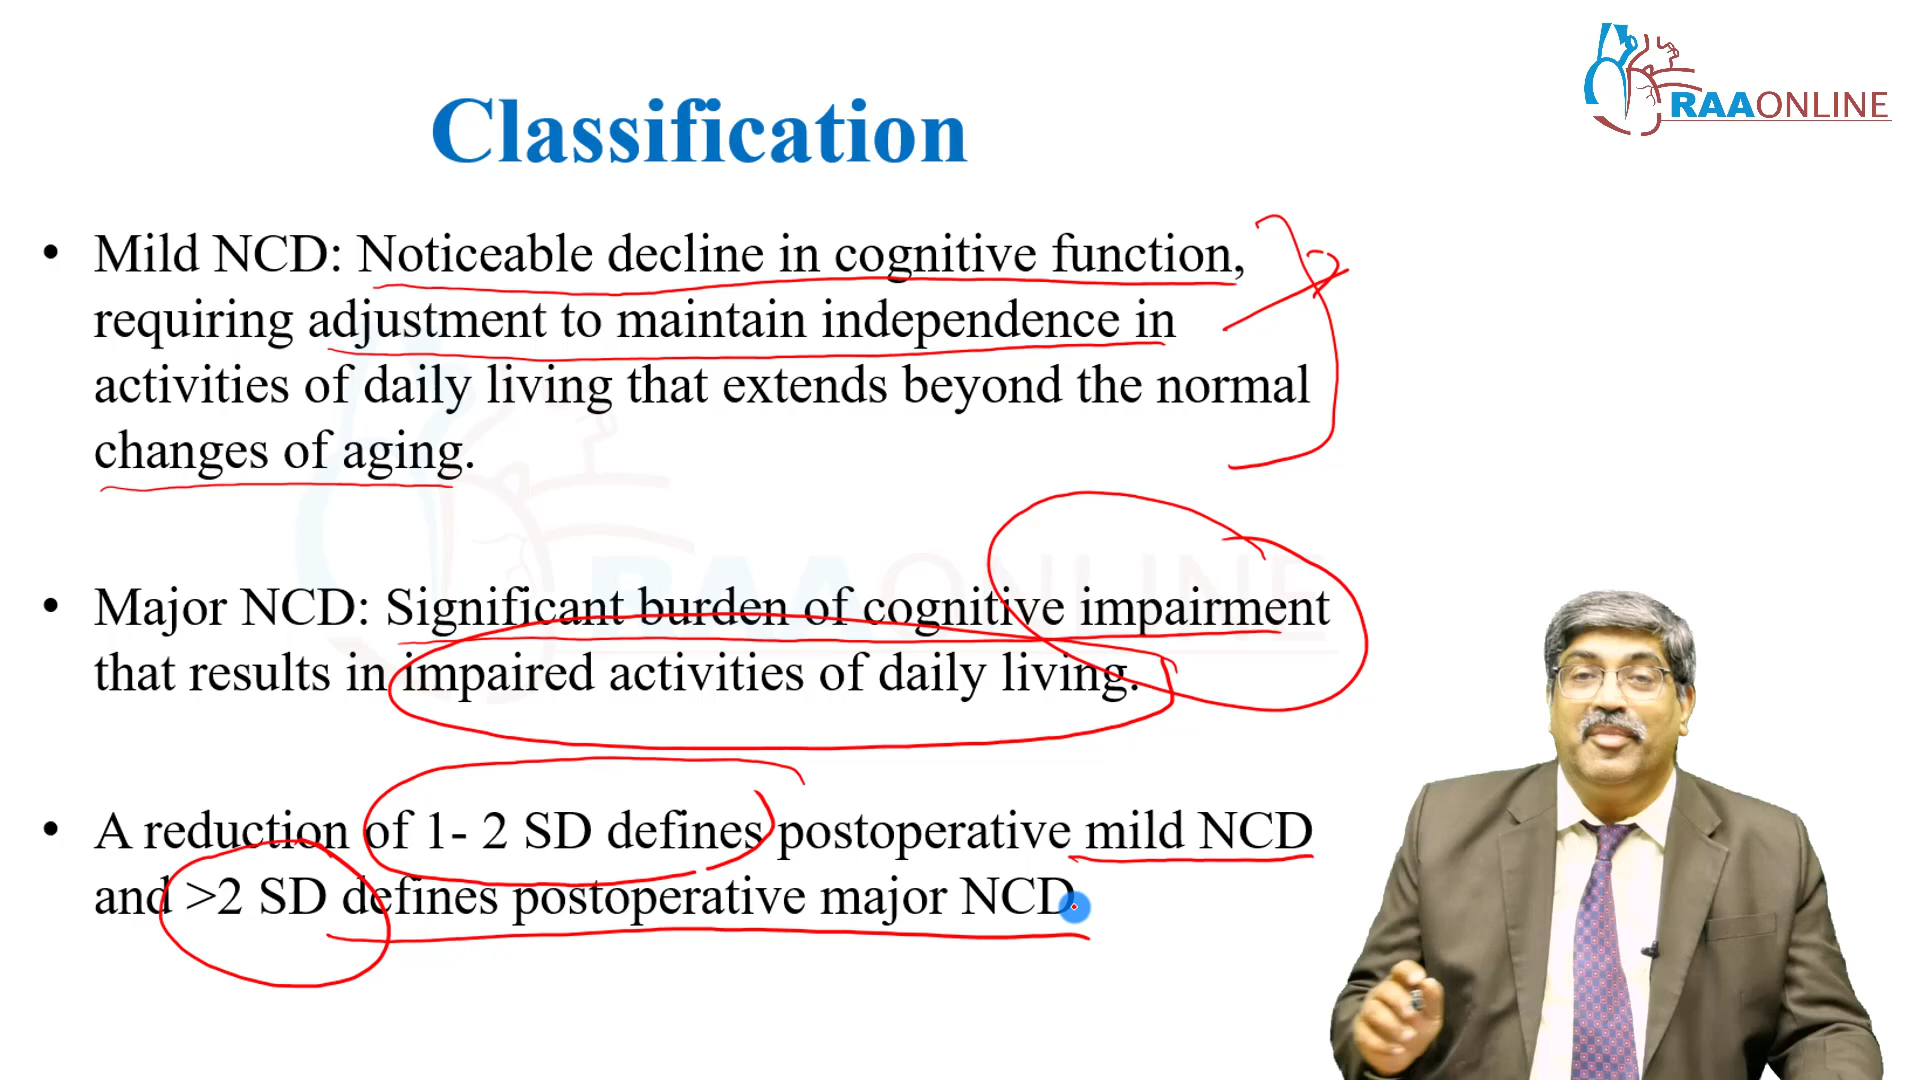 RAAONLINE
Classification
• Mild NCD: Noticeable decline in cognitive function,
requiring adjustment to maintain independence in
activities of daily living that extends beyond the normal
changes of aging.
• Major NCD: Significant burden of cognitive impairment
that results in impaired activities of daily living.
• A reduction of 1- 2 SD defines postoperative mild NCD
and >2 SD defines postoperative major NCD.
RAAONLINE